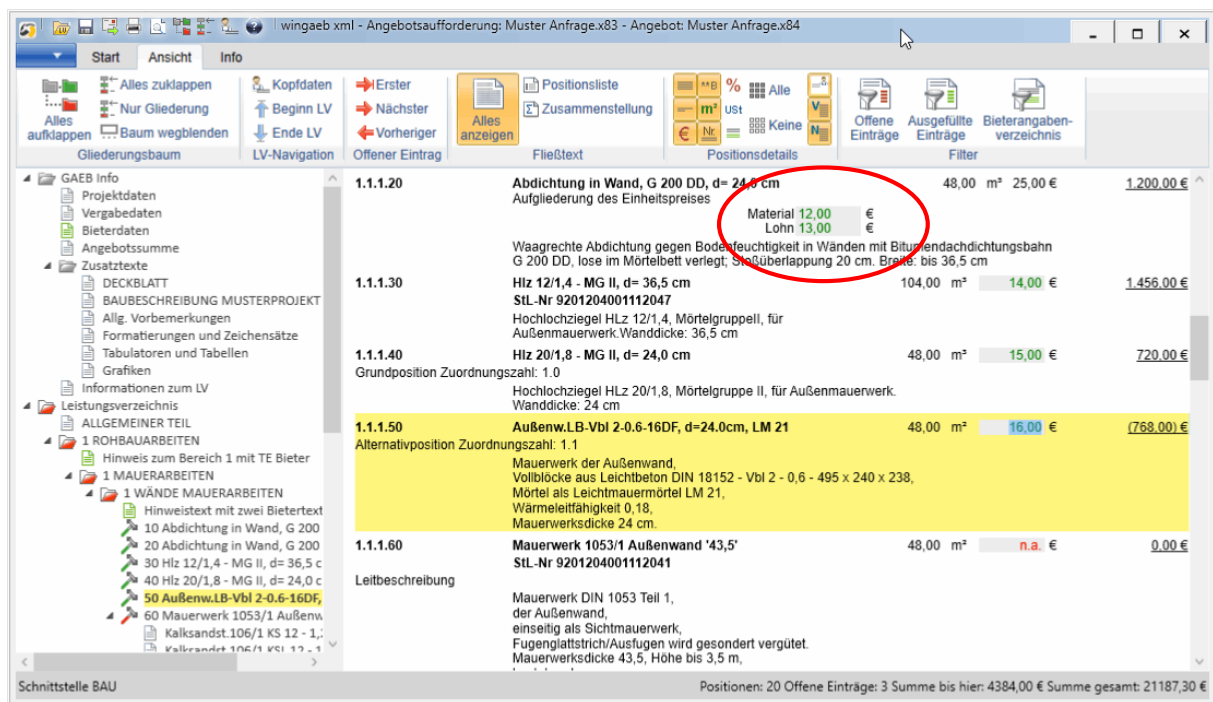 wingaeb xml - Angebotsaufforderung: Muster Anfrage.x83 - Angebot: Muster Anfrage.x84
Start Ansicht Info
Alles aufklappen
Alles zuklappen
Nur Gliederung
Baum wegblenden
Gliederungsbaum
Kopfdaten
Beginn LV
Ende LV
LV-Navigation
Erster
Nächster
Vorheriger
Offener Eintrag
Alles anzeigen
Positionsliste
Zusammenstellung
Fließtext
**B % Alle
m² USt V
€ Nr. = Keine N
Positionsdetails
Offene Einträge
Ausgefüllte Einträge
Bieterangaben-
verzeichnis
Filter
GAEB Info
Projektdaten
Vergabedaten
Bieterdaten
Angebotssumme
Zusatztexte
DECKBLATT
BAUBESCHREIBUNG MUSTERPROJEKT
Allg. Vorbemerkungen
Formatierungen und Zeichensätze
Tabulatoren und Tabellen
Grafiken
Informationen zum LV
Leistungsverzeichnis
ALLGEMEINER TEIL
1 ROHBAUARBEITEN
Hinweis zum Bereich 1 mit TE Bieter
1 MAUERARBEITEN
1 WÄNDE MAUERARBEITEN
Hinweistext mit zwei Bietertext
10 Abdichtung in Wand, G 200
20 Abdichtung in Wand, G 200
30 Hlz 12/1,4 - MG II, d= 36,5 c
40 Hlz 20/1,8 - MG II, d= 24,0 c
50 Außenw.LB-Vbl 2-0.6-16DF,
60 Mauerwerk 1053/1 Außenw
Kalksandst.106/1 KS 12 - 1,
Kalksandst.106/1 KSL 12 - 1
1.1.1.20 Abdichtung in Wand, G 200 DD, d= 24,0 cm 48,00 m² 25,00 € 1.200,00 €
Aufgliederung des Einheitspreises
Material 12,00 €
Lohn 13,00 €
Waagrechte Abdichtung gegen Bodenfeuchtigkeit in Wänden mit Bitumendachdichtungsbahn
G 200 DD, lose im Mörtelbett verlegt; Stoßüberlappung 20 cm. Breite: bis 36,5 cm
1.1.1.30 Hlz 12/1,4 - MG II, d= 36,5 cm 104,00 m² 14,00 € 1.456,00 €
StL-Nr 9201204001112047
Hochlochziegel HLz 12/1,4, MörtelgruppeII, für
Außenmauerwerk.Wanddicke: 36,5 cm
1.1.1.40 Hlz 20/1,8 - MG II, d= 24,0 cm 48,00 m² 15,00 € 720,00 €
Grundposition Zuordnungszahl: 1.0
Hochlochziegel HLz 20/1,8, Mörtelgruppe II, für Außenmauerwerk.
Wanddicke: 24 cm
1.1.1.50 Außenw.LB-Vbl 2-0.6-16DF, d=24.0cm, LM 21 48,00 m² 16,00 € (768,00) €
Alternativposition Zuordnungszahl: 1.1
Mauerwerk der Außenwand,
Vollblöcke aus Leichtbeton DIN 18152 - Vbl 2 - 0,6 - 495 x 240 x 238,
Mörtel als Leichtmauermörtel LM 21,
Wärmeleitfähigkeit 0,18,
Mauerwerksdicke 24 cm.
1.1.1.60 Mauerwerk 1053/1 Außenwand '43,5' 48,00 m² n.a. € 0,00 €
StL-Nr 9201204001112041
Leitbeschreibung
Mauerwerk DIN 1053 Teil 1,
der Außenwand,
einseitig als Sichtmauerwerk,
Fugenglattstrich/Ausfugen wird gesondert vergütet.
Mauerwerksdicke 43,5, Höhe bis 3,5 m,
Schnittstelle BAU
Positionen: 20 Offene Einträge: 3 Summe bis hier: 4384,00 € Summe gesamt: 21187,30 €